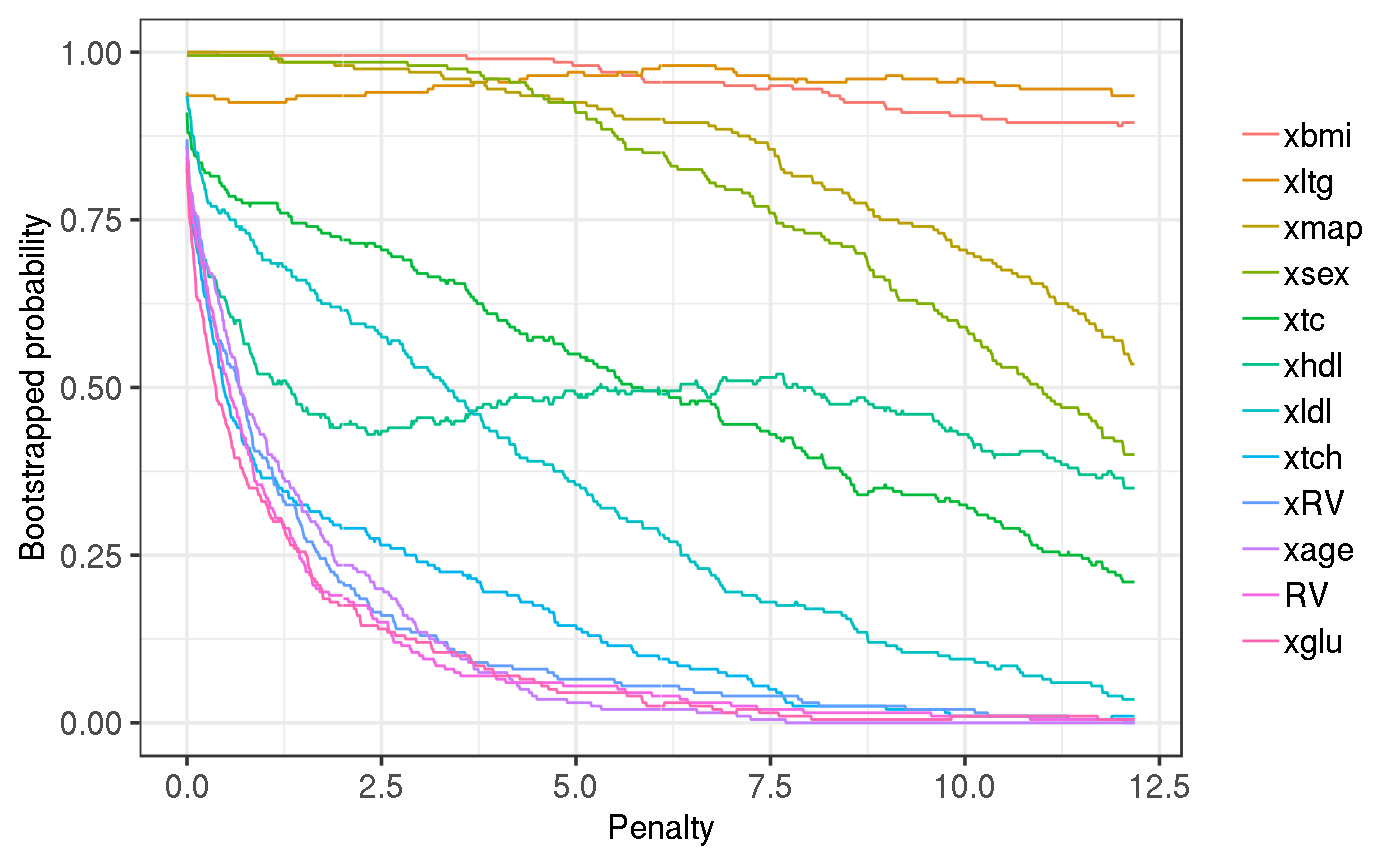 1.00
0.75
0.50
0.25
0.00
Bootstrapped probability
0.0 2.5 5.0 7.5 10.0 12.5
Penalty
xbmi
xltg
xmap
xsex
xtc
xhdl
xldl
xtch
xRV
xage
RV
xglu